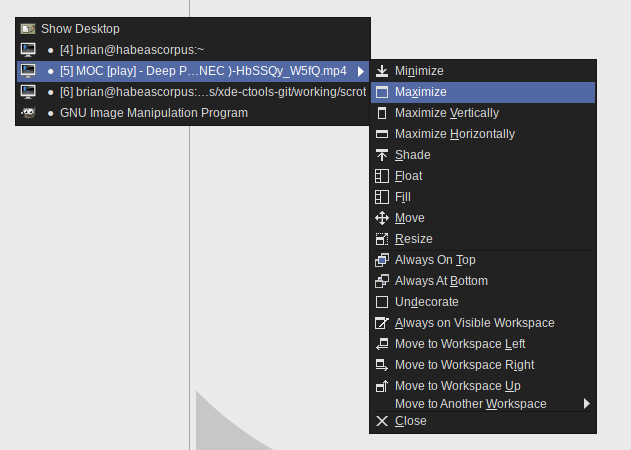 Show Desktop
● [4] brian@habeascorpus:~
● [5] MOC [play] - Deep P...NEC )-HbSSQy_W5fQ.mp4
● [6] brian@habeascorpus:...s/xde-ctools-git/working/scrot
● GNU Image Manipulation Program
Minimize
Maximize
Maximize Vertically
Maximize Horizontally
Shade
Float
Fill
Move
Resize
Always On Top
Always At Bottom
Undecorate
Always on Visible Workspace
Move to Workspace Left
Move to Workspace Right
Move to Workspace Up
Move to Another Workspace
Close